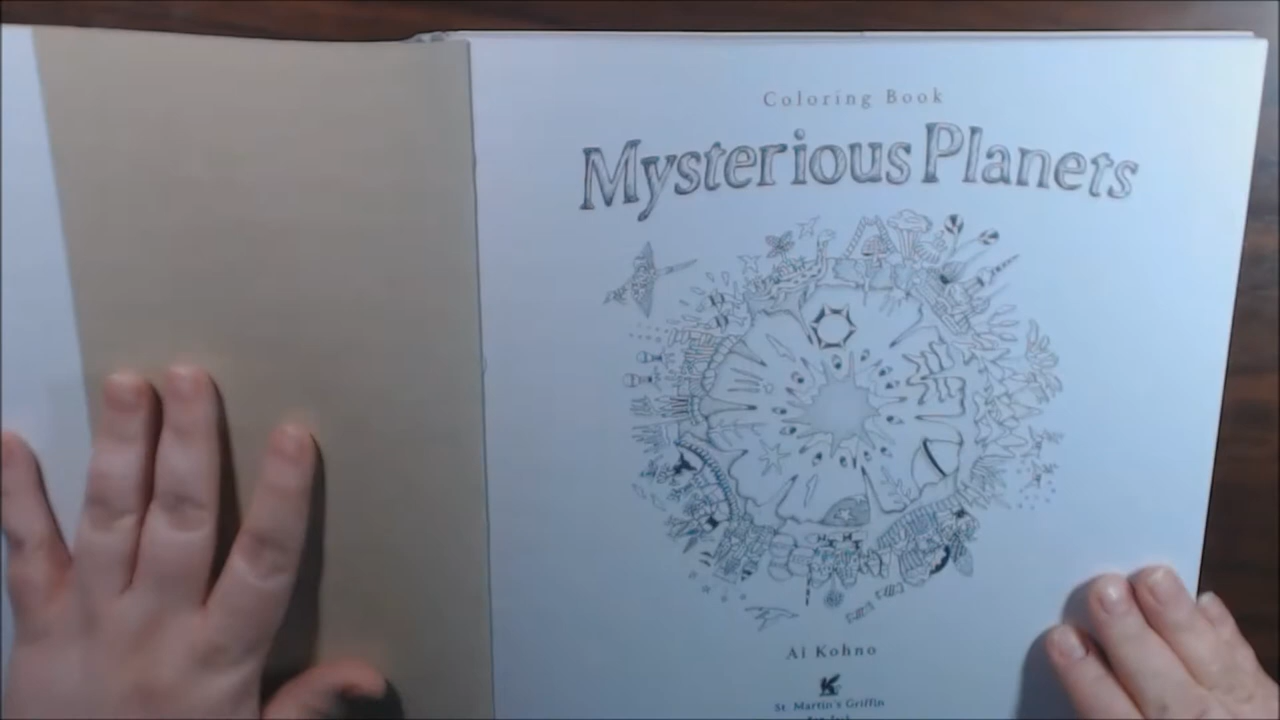 Coloring Book
Mysterious Planets
Ai Kohno
St. Martin's Griffin